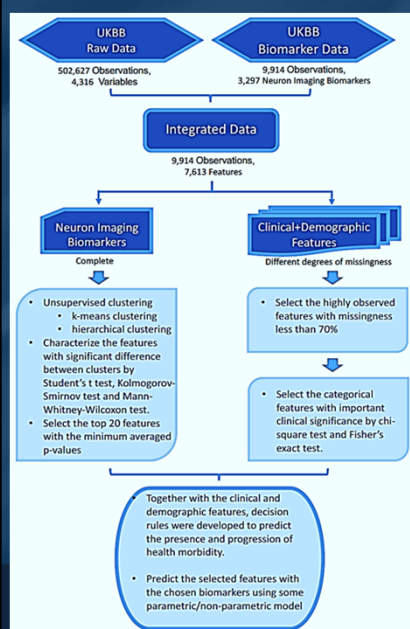 UKBB
Raw Data
UKBB
Biomarker Data
502,627 Observations,
4,316 Variables
9,914 Observations,
3,297 Neuron Imaging Biomarkers
Integrated Data
9,914 Observations,
7,613 Features
Neuron Imaging
Biomarkers
Complete
Clinical+Demographic
Features
Different degrees of missingness
• Unsupervised clustering
• k-means clustering
• hierarchical clustering
• Characterize the features
with significant difference
between clusters by
Student's t test, Kolmogorov-
Smirnov test and Mann-
Whitney-Wilcoxon test.
• Select the top 20 features
with the minimum averaged
p-values
• Select the highly observed
features with missingness
less than 70%
• Select the categorical
features with important
clinical significance by chi-
square test and Fisher's
exact test.
• Together with the clinical and
demographic features, decision
rules were developed to predict
the presence and progression of
health morbidity.
• Predict the selected features with
the chosen biomarkers using some
parametric/non-parametric model